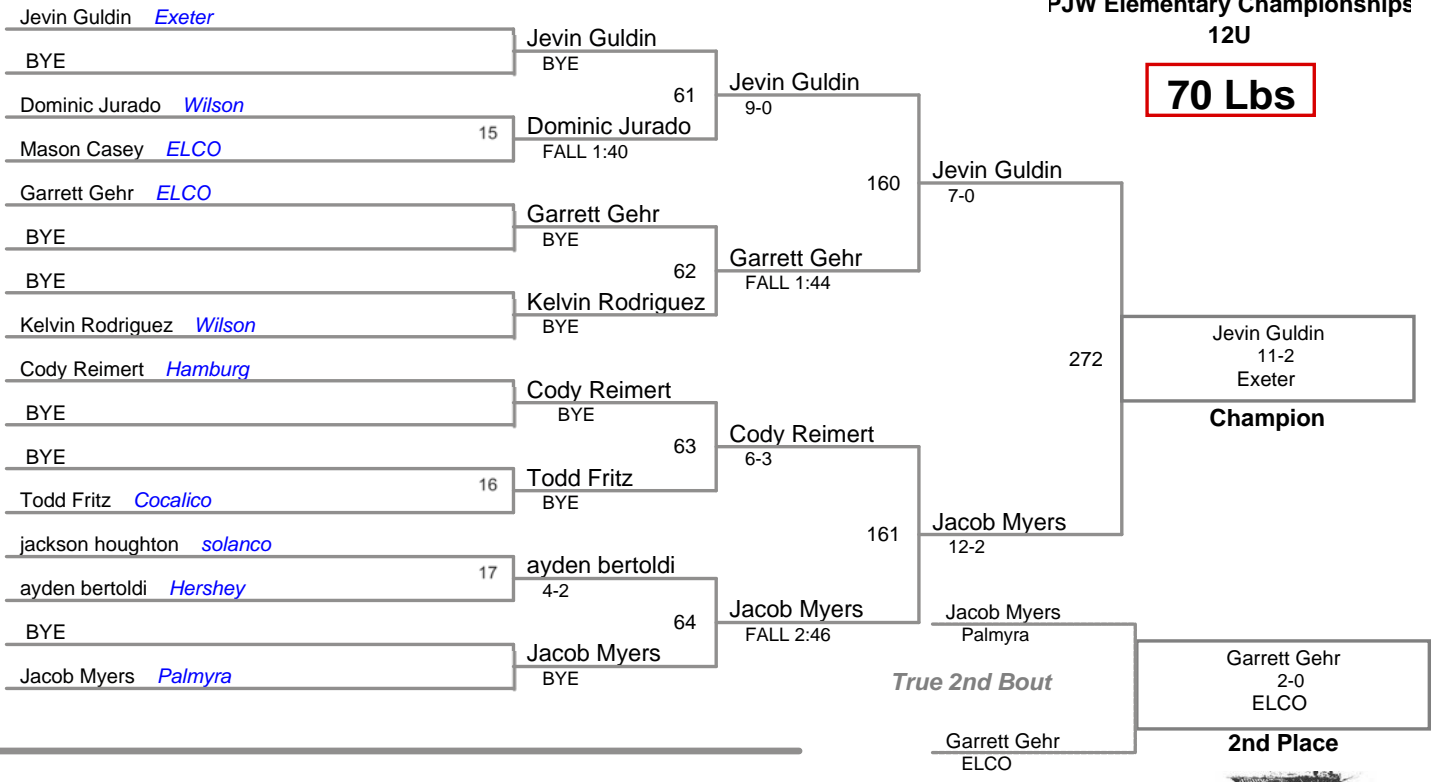 PJW Elementary Championships
12U
70 Lbs
Jevin Guldin Exeter
BYE
Dominic Jurado Wilson
Mason Casey ELCO
Garrett Gehr ELCO
BYE
BYE
Kelvin Rodriguez Wilson
Cody Reimert Hamburg
BYE
BYE
Todd Fritz Cocalico
jackson houghton solanco
ayden bertoldi Hershey
BYE
Jacob Myers Palmyra
15
16
17
Jevin Guldin
BYE
Dominic Jurado
FALL 1:40
Garrett Gehr
BYE
Kelvin Rodriguez
BYE
Cody Reimert
BYE
Todd Fritz
BYE
ayden bertoldi
4-2
Jacob Myers
BYE
61
62
63
64
Jevin Guldin
9-0
Garrett Gehr
FALL 1:44
Cody Reimert
6-3
Jacob Myers
FALL 2:46
160
161
Jevin Guldin
7-0
Jacob Myers
12-2
272
Jevin Guldin
11-2
Exeter
Champion
Jacob Myers
Palmyra
True 2nd Bout
Garrett Gehr
ELCO
Garrett Gehr
2-0
ELCO
2nd Place